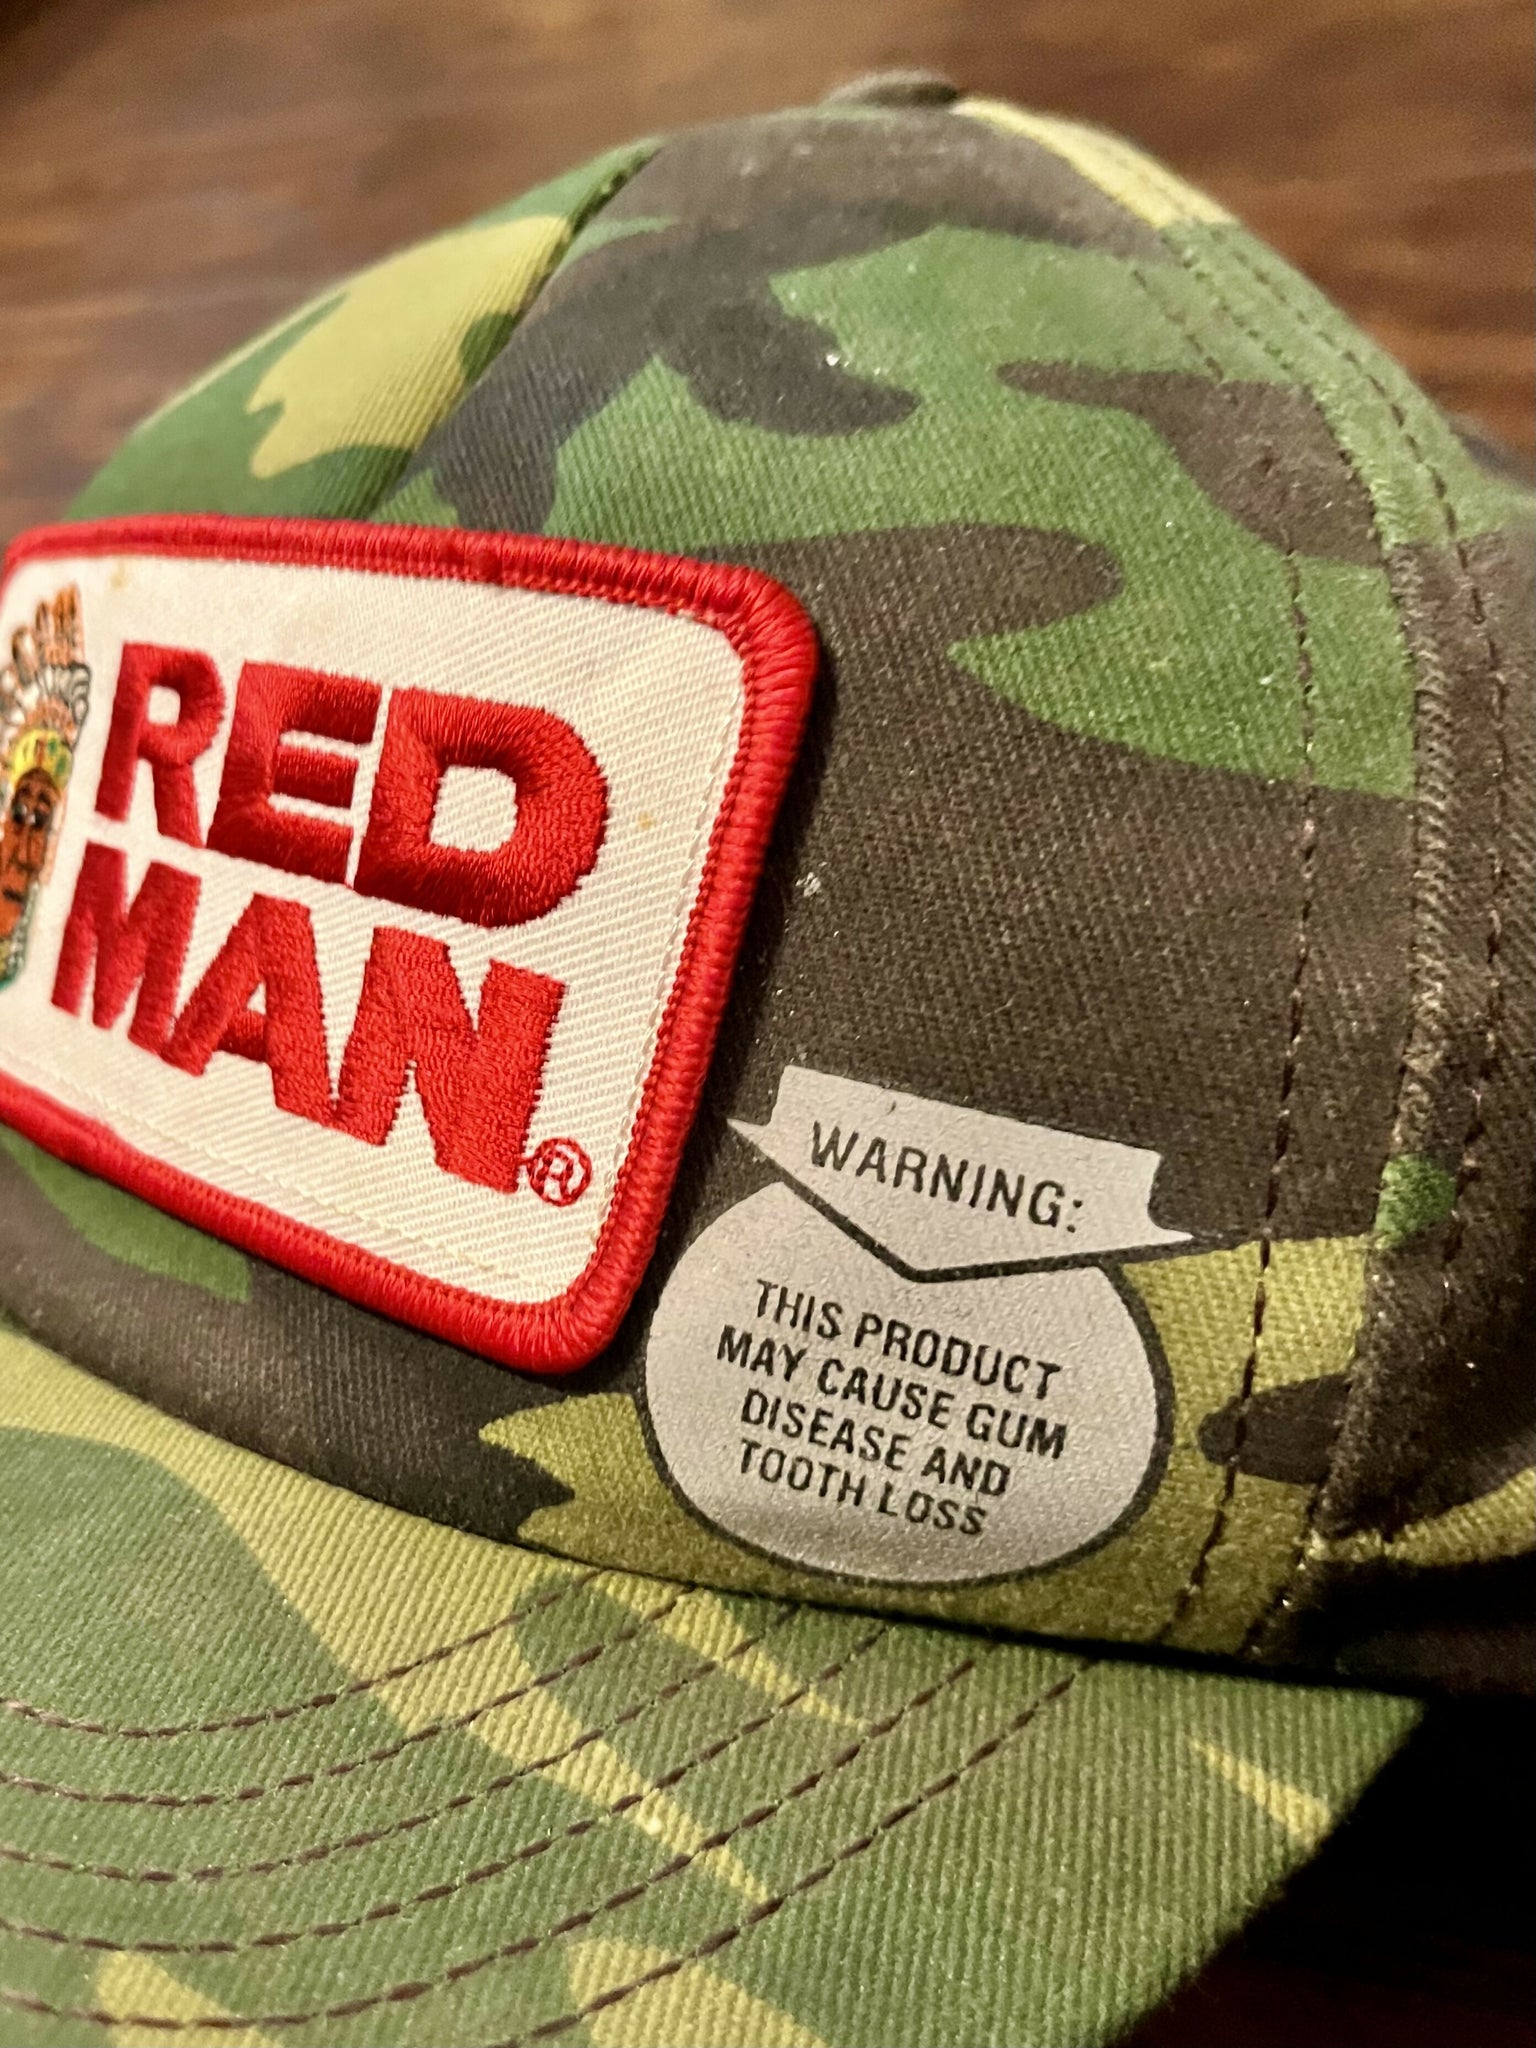 RED
MAN®
WARNING:
THIS PRODUCT
MAY CAUSE GUM
DISEASE AND
TOOTH LOSS